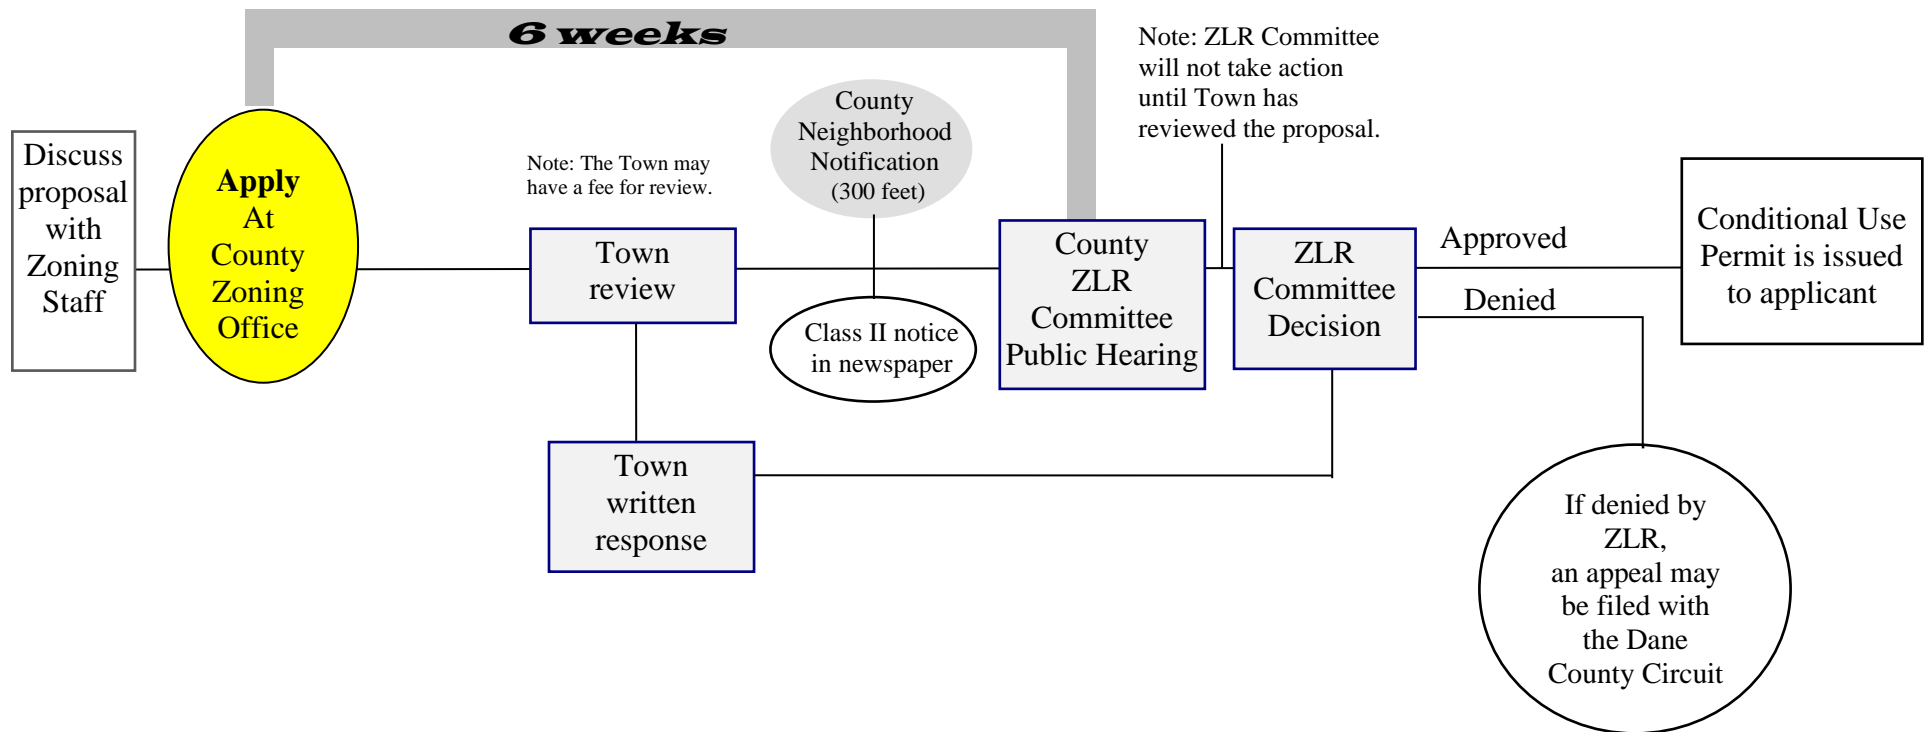 6 weeks
Note: ZLR Committee
will not take action
until Town has
reviewed the proposal.
Discuss
proposal
with
Zoning
Staff
Apply
At
County
Zoning
Office
Note: The Town may
have a fee for review.
Town
review
County
Neighborhood
Notification
(300 feet)
Class II notice
in newspaper
County
ZLR
Committee
Public Hearing
ZLR
Committee
Decision
Approved
Denied
Conditional Use
Permit is issued
to applicant
Town
written
response
If denied by
ZLR,
an appeal may
be filed with
the Dane
County Circuit